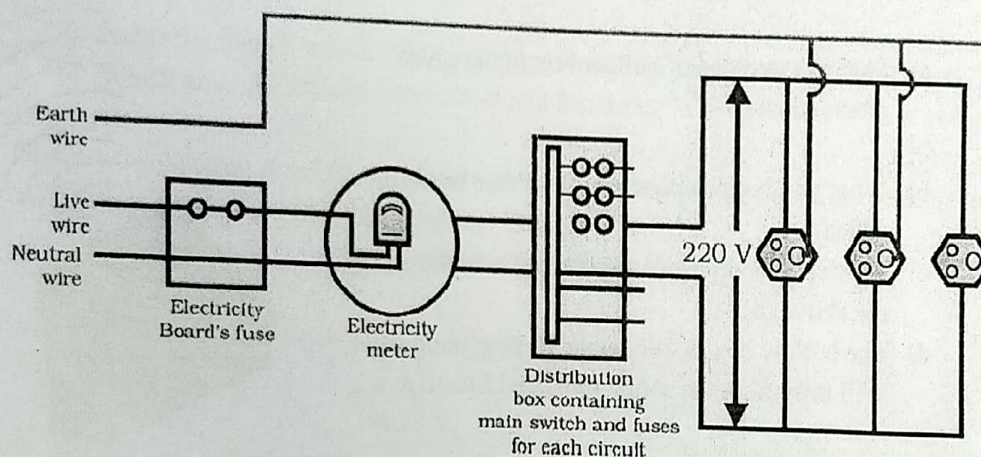 Earth
wire
Live
wire
Neutral
wire
Electricity
Board's fuse
Electricity
meter
Distribution
box containing
main switch and fuses
for each circuit
220 V